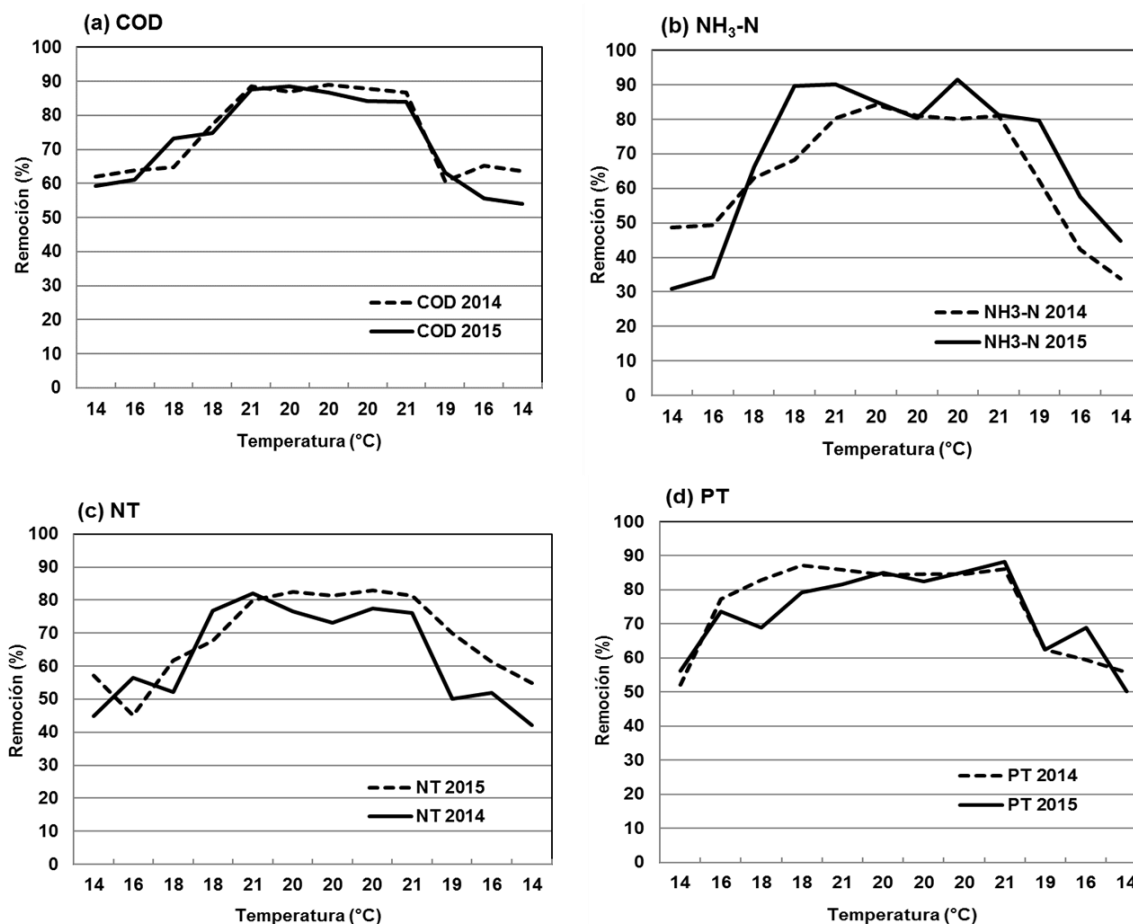 (a) COD
100
90
80
70
60
50
40
30
20
10
0
Remoción (%)
COD 2014
COD 2015
14 16 18 18 21 20 20 20 21 19 16 14
Temperatura (°C)
(b) NH₃-N
100
90
80
70
60
50
40
30
20
10
0
Remoción (%)
NH3-N 2014
NH3-N 2015
14 16 18 18 21 20 20 20 21 19 16 14
Temperatura (°C)
(c) NT
100
90
80
70
60
50
40
30
20
10
0
Remoción (%)
NT 2015
NT 2014
14 16 18 18 21 20 20 20 21 19 16 14
Temperatura (°C)
(d) PT
100
90
80
70
60
50
40
30
20
10
0
Remoción (%)
PT 2014
PT 2015
14 16 18 18 21 20 20 20 21 19 16 14
Temperatura (°C)